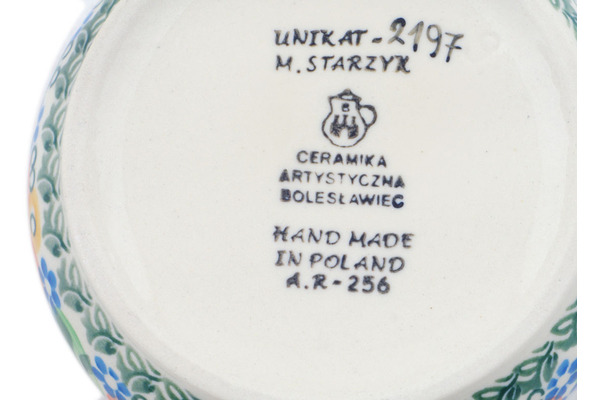 UNIKAT-2197
M. STARZYK
B
CERAMIKA
ARTYSTYCZNA
BOLESŁAWIEC
HAND MADE
IN POLAND
A.R-256